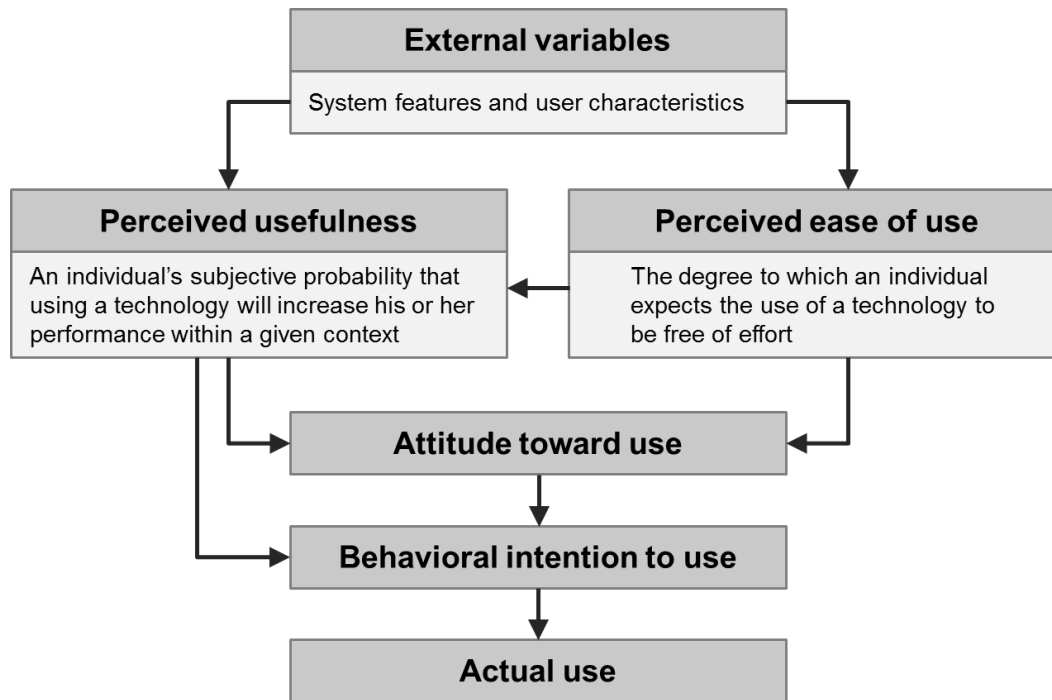 External variables
System features and user characteristics
Perceived usefulness
An individual’s subjective probability that
using a technology will increase his or her
performance within a given context
Perceived ease of use
The degree to which an individual
expects the use of a technology to
be free of effort
Attitude toward use
Behavioral intention to use
Actual use